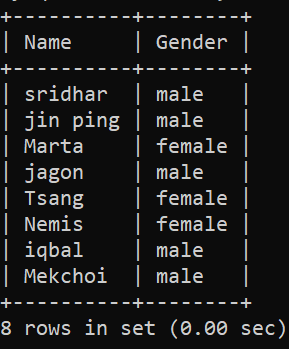 +----------+--------+
| Name     | Gender |
+----------+--------+
| sridhar  | male   |
| jin ping | male   |
| Marta    | female |
| jagon    | male   |
| Tsang    | female |
| Nemis    | female |
| iqbal    | male   |
| Mekchoi  | male   |
+----------+--------+
8 rows in set (0.00 sec)